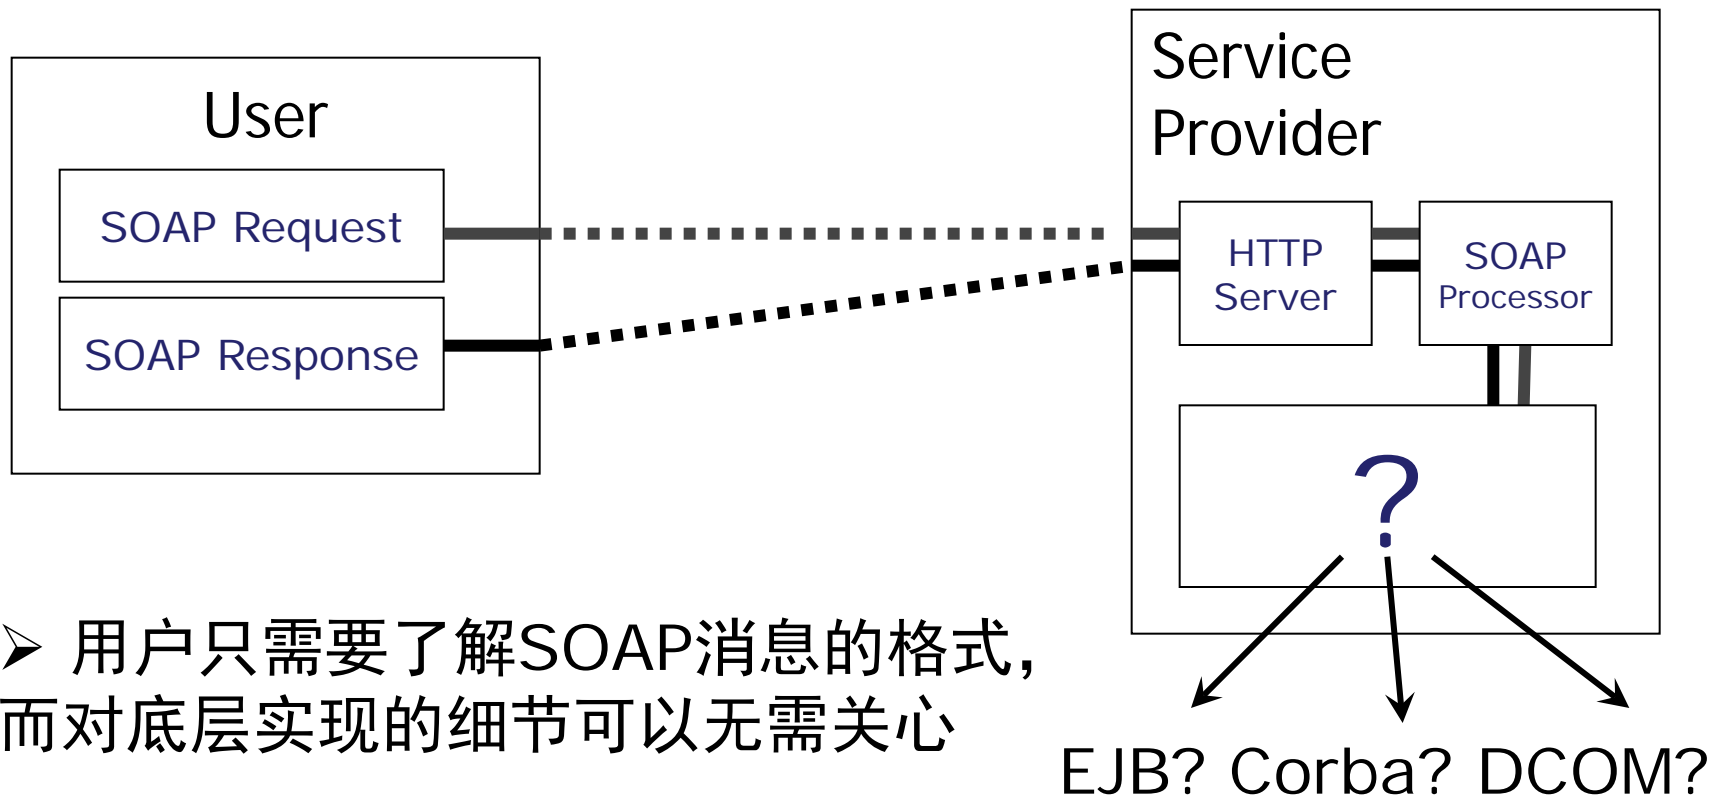 User
SOAP Request
SOAP Response
Service
Provider
HTTP
Server
SOAP
Processor
?
➢ 用户只需要了解SOAP消息的格式，
而对底层实现的细节可以无需关心
EJB? Corba? DCOM?